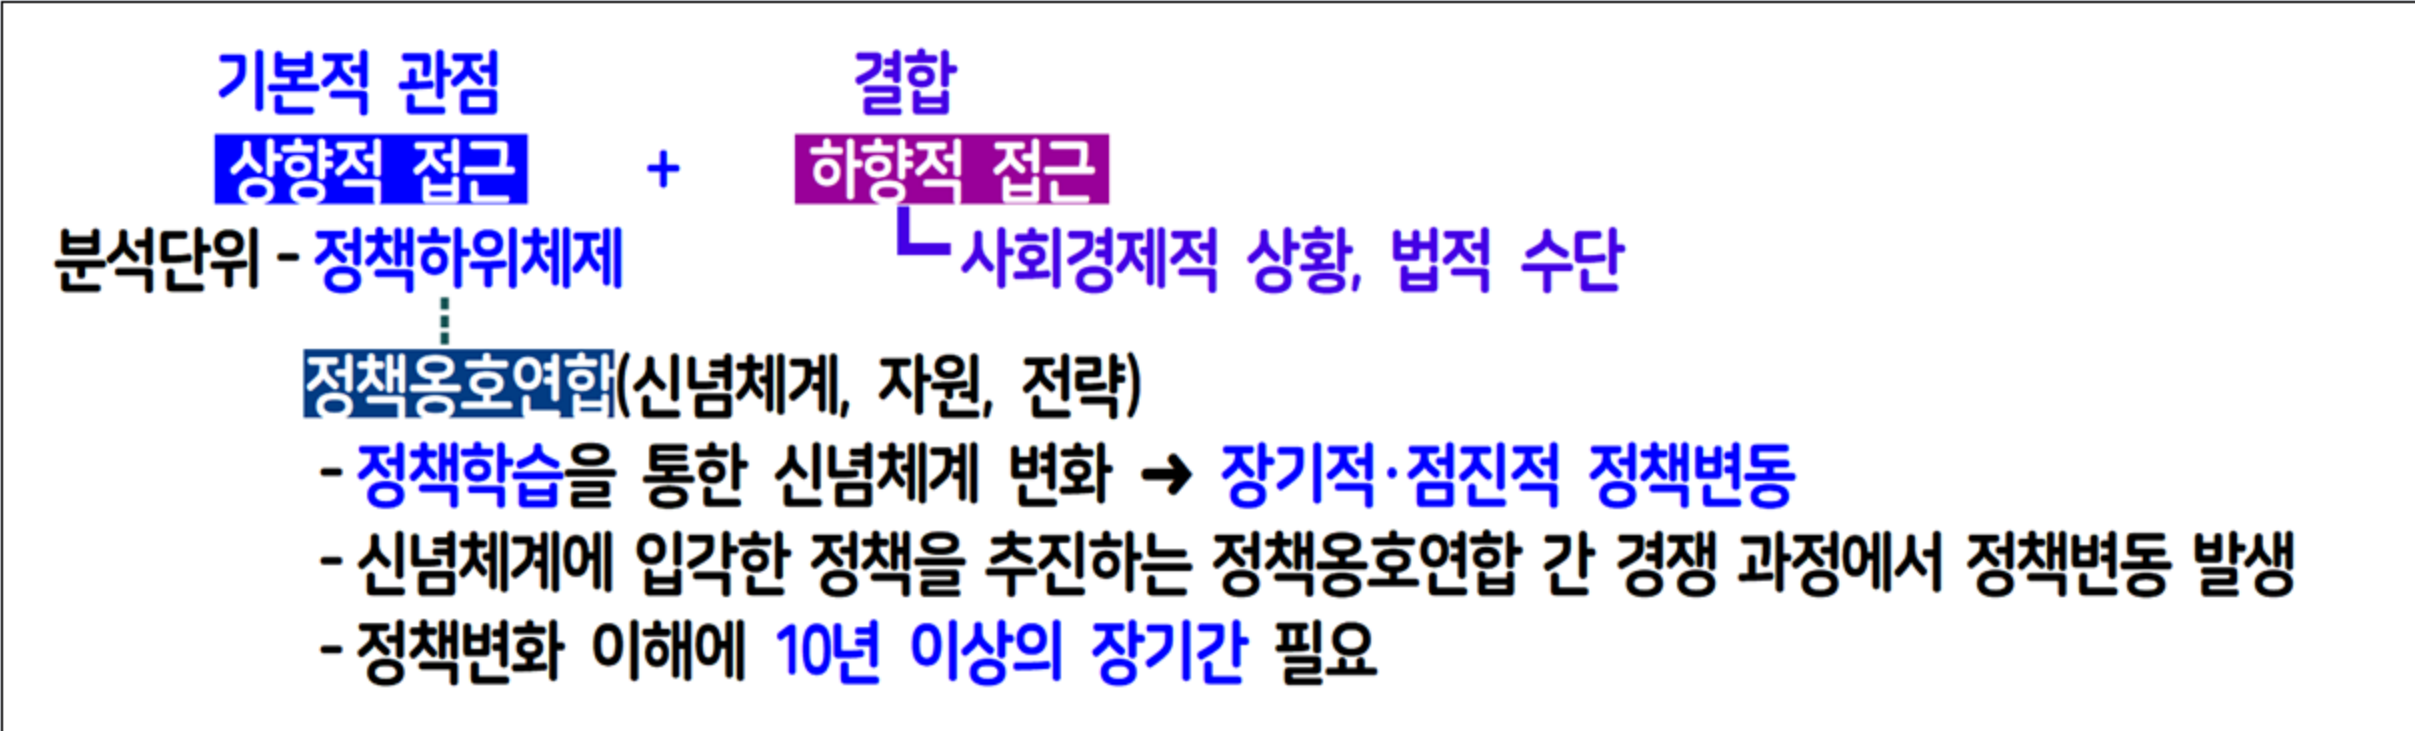 기본적 관점 결합
상향적 접근 + 하향적 접근
분석단위 - 정책하위체제 사회경제적 상황, 법적 수단
정책옹호연합(신념체계, 자원, 전략)
- 정책학습을 통한 신념체계 변화 ➜ 장기적·점진적 정책변동
- 신념체계에 입각한 정책을 추진하는 정책옹호연합 간 경쟁 과정에서 정책변동 발생
- 정책변화 이해에 10년 이상의 장기간 필요